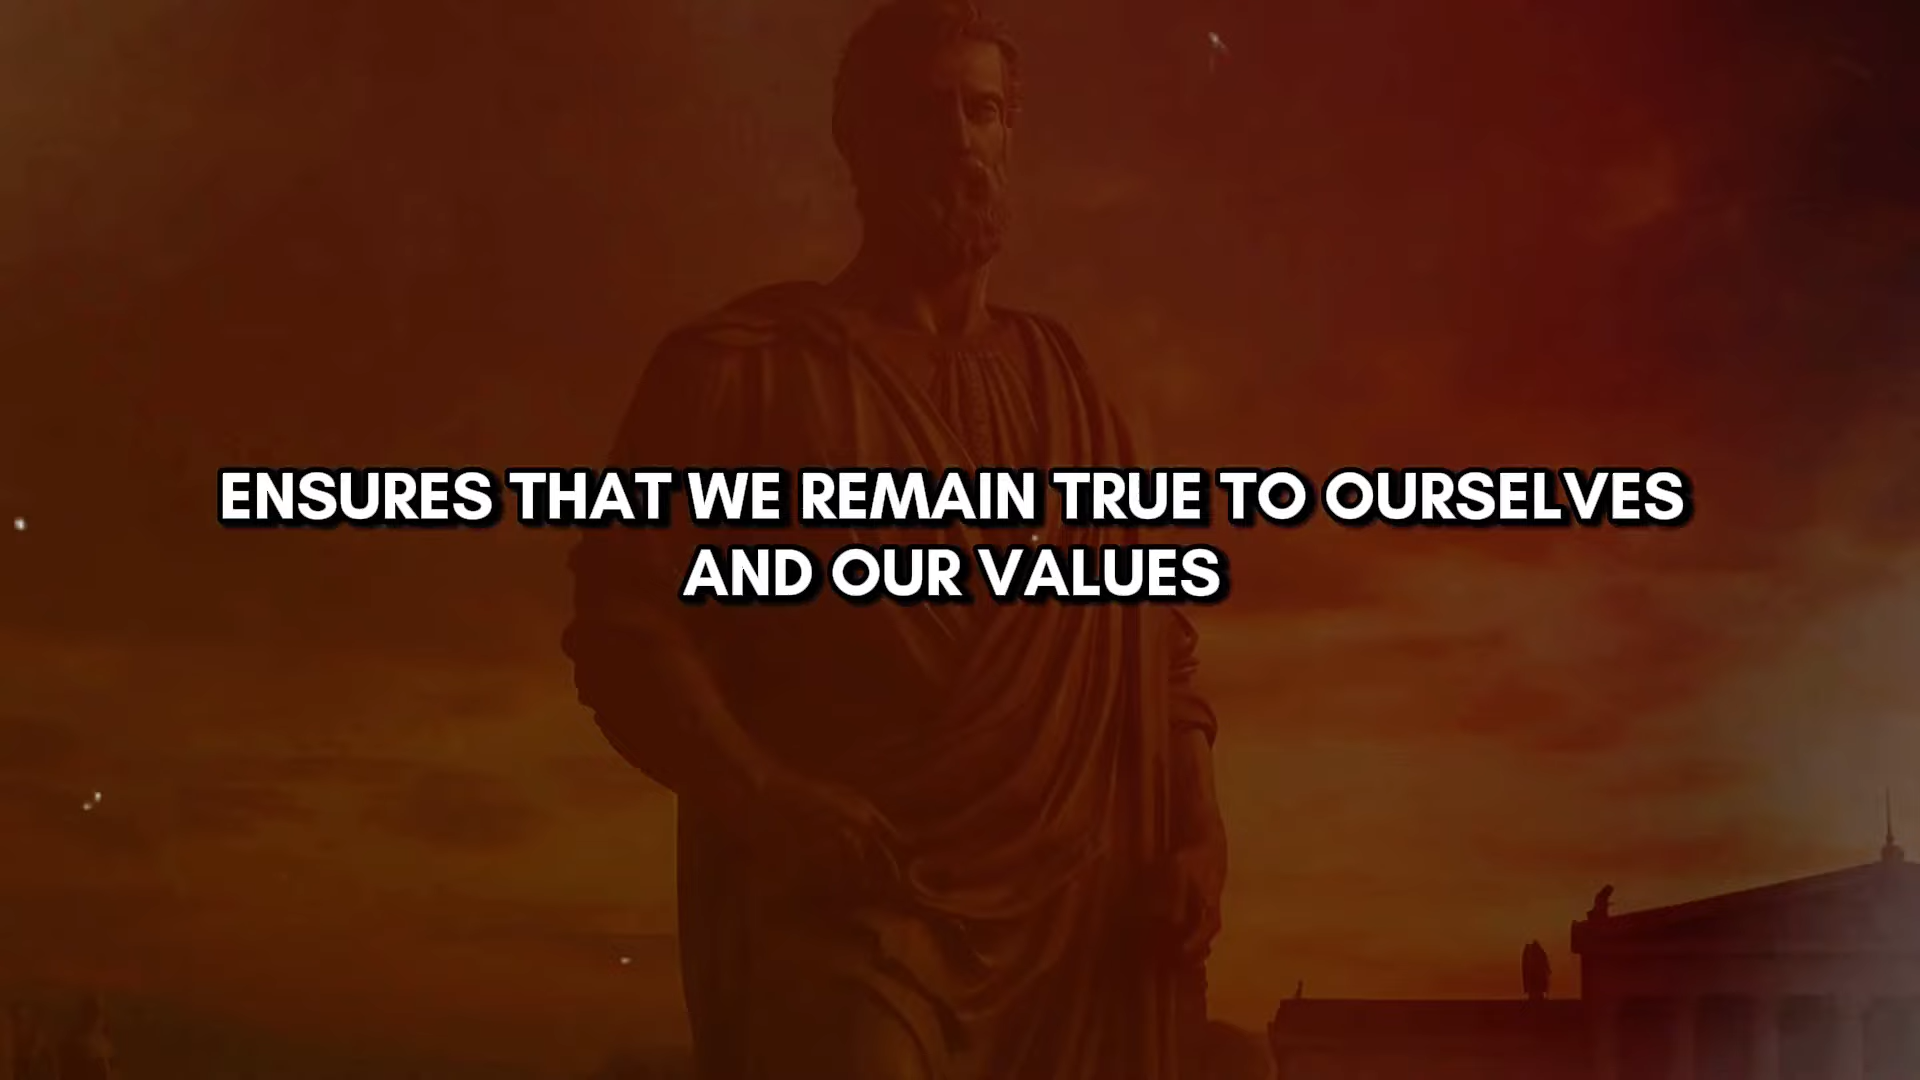 ENSURES THAT WE REMAIN TRUE TO OURSELVES
AND OUR VALUES